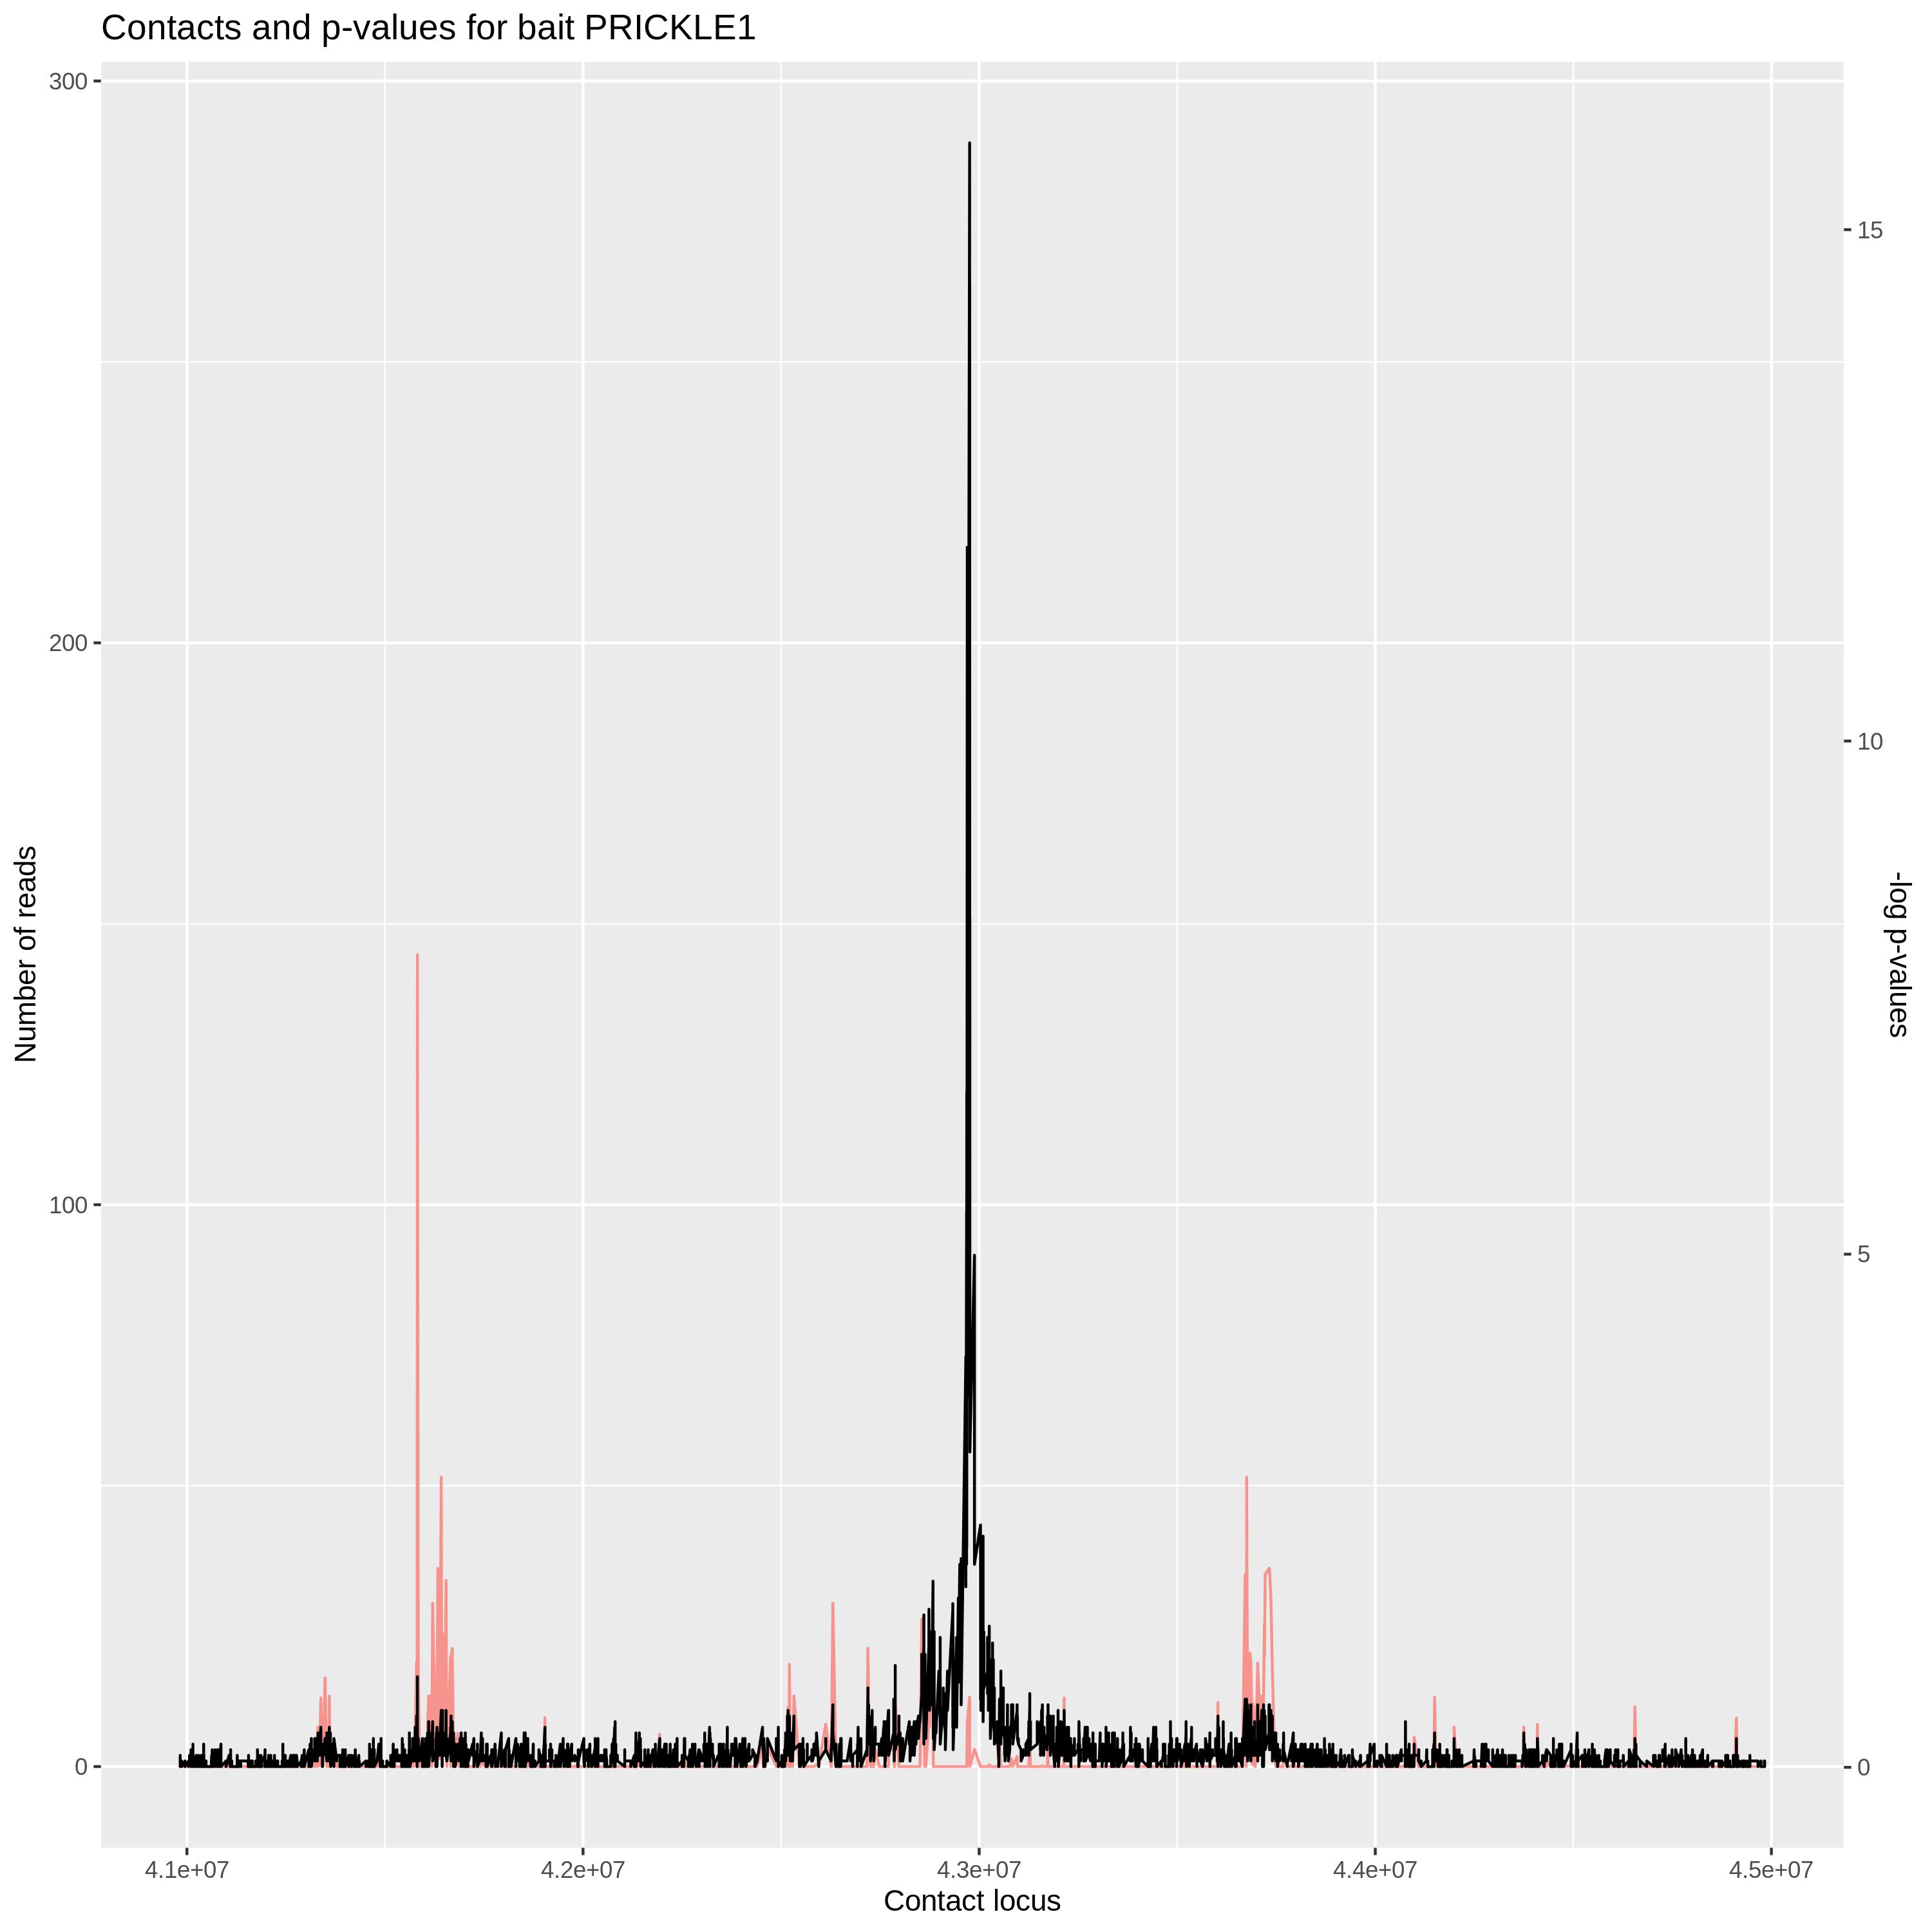 Contacts and p-values for bait PRICKLE1
300
200
100
0
Number of reads
15
10
5
0
-log p-values
4.1e+07 4.2e+07 4.3e+07 4.4e+07 4.5e+07
Contact locus